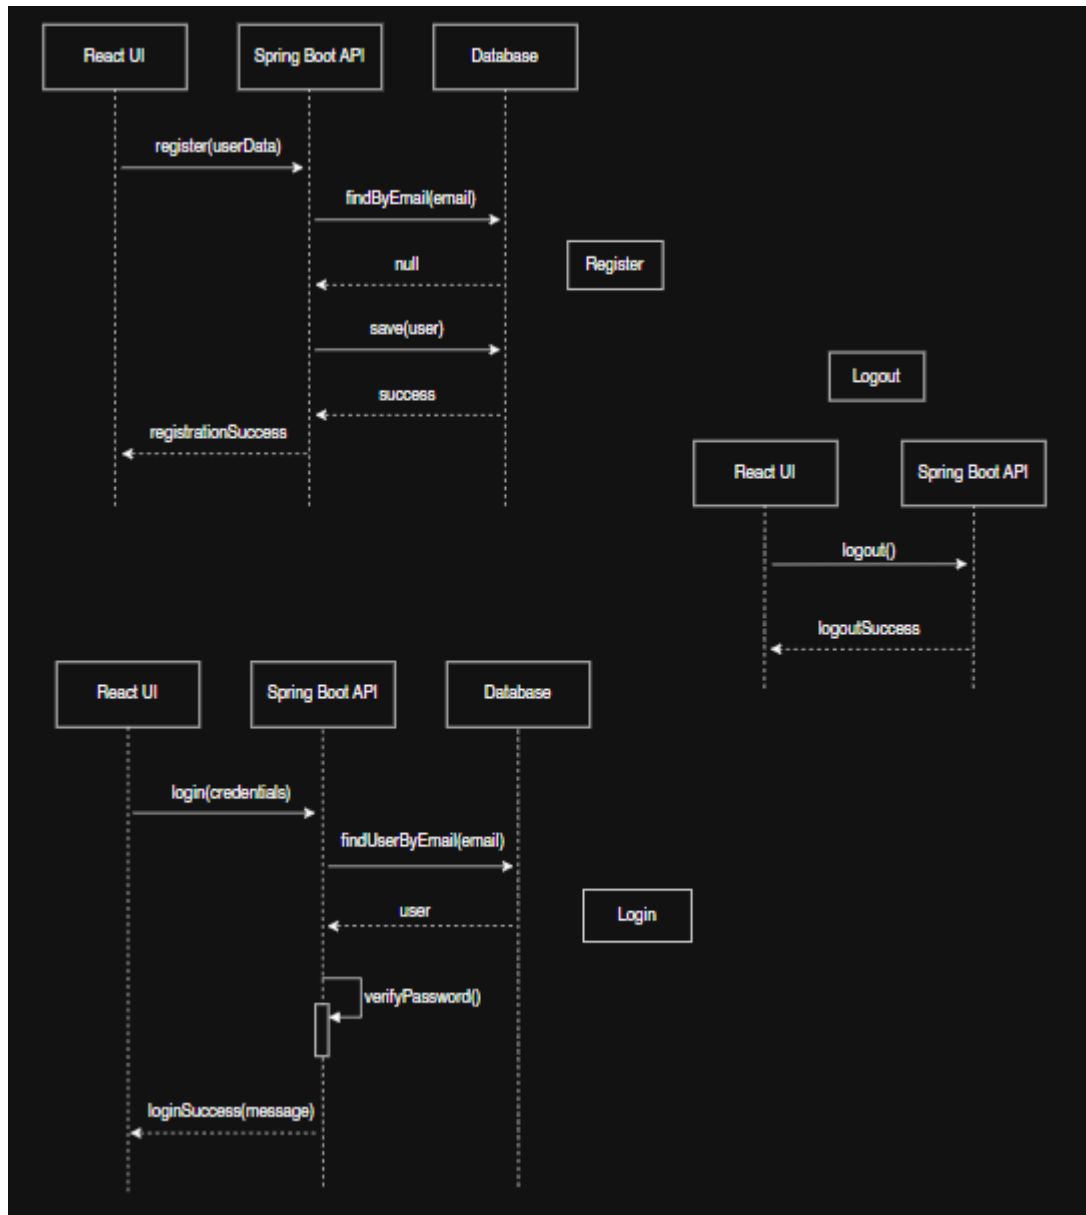 React UI
Spring Boot API
Database
register(userData)
findByEmail(email)
null
Register
save(user)
success
registrationSuccess
Logout
React UI
Spring Boot API
logout()
logoutSuccess
React UI
Spring Boot API
Database
login(credentials)
findUserByEmail(email)
user
Login
verifyPassword()
loginSuccess(message)